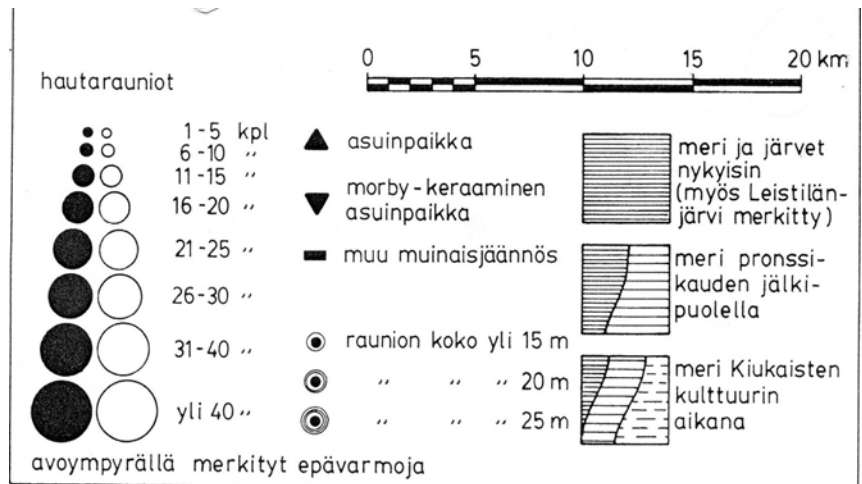 0 5 10 15 20 km
hautarauniot
1-5 kpl
6-10 ,,
11-15 ,,
16-20 ,,
21-25 ,,
26-30 ,,
31-40 ,,
yli 40 ,,
avoympyrällä merkityt epävarmoja
asuinpaikka
morby-keraaminen
asuinpaikka
muu muinaisjäännös
raunion koko yli 15 m
,, ,, ,, 20 m
,, ,, ,, 25 m
meri ja järvet
nykyisin
(myös Leistilän-
järvi merkitty)
meri pronssi-
kauden jälki-
puolella
meri Kiukaisten
kulttuurin
aikana